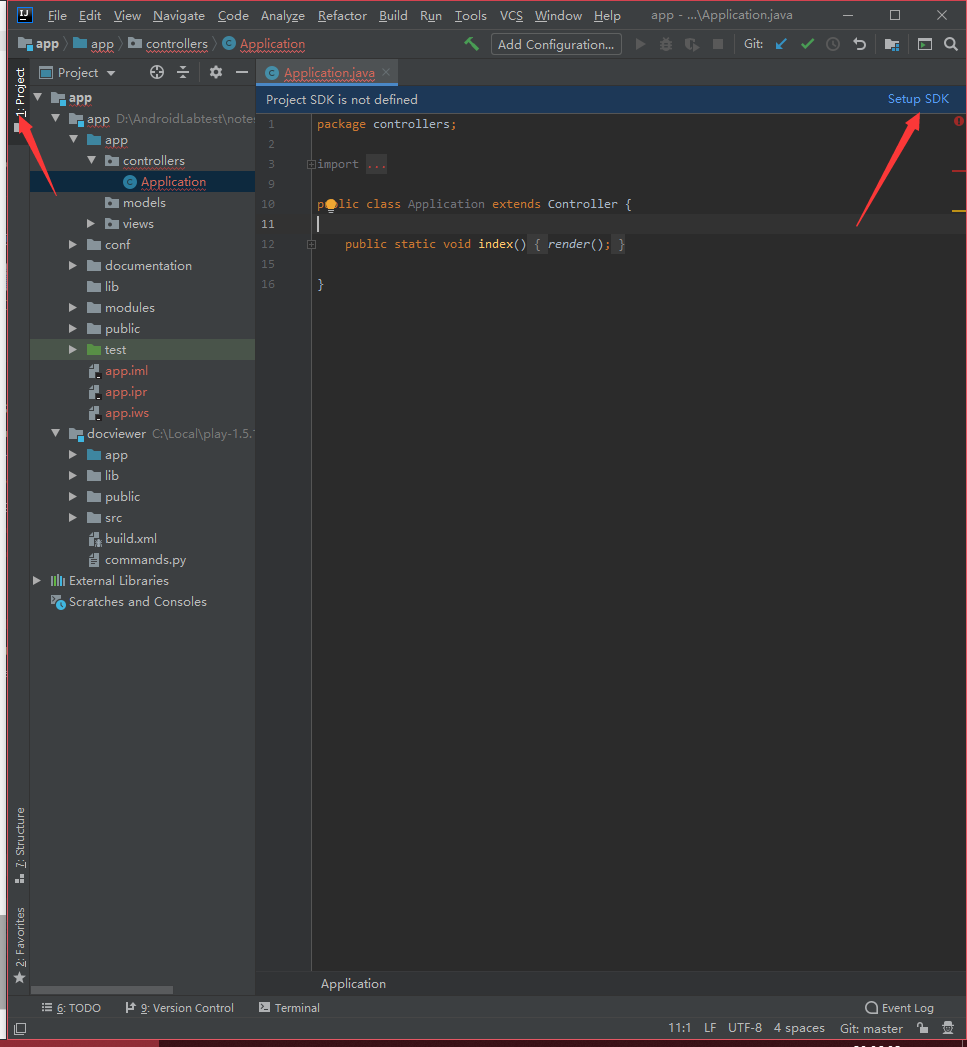 File Edit View Navigate Code Analyze Refactor Build Run Tools VCS Window Help app - ...\Application.java
app app controllers Application Add Configuration... Git:
Project Application.java
1: Project
Project SDK is not defined Setup SDK
app
app D:\AndroidLabtest\notes
app
controllers
Application
models
views
conf
documentation
lib
modules
public
test
app.iml
app.ipr
app.iws
docviewer C:\Local\play-1.5.
app
lib
public
src
build.xml
commands.py
External Libraries
Scratches and Consoles
1 package controllers;
2
3 import ...
9
10 public class Application extends Controller {
11
12 public static void index() { render(); }
15
16 }
7: Structure
2: Favorites
Application
6: TODO 9: Version Control Terminal Event Log
11:1 LF UTF-8 4 spaces Git: master